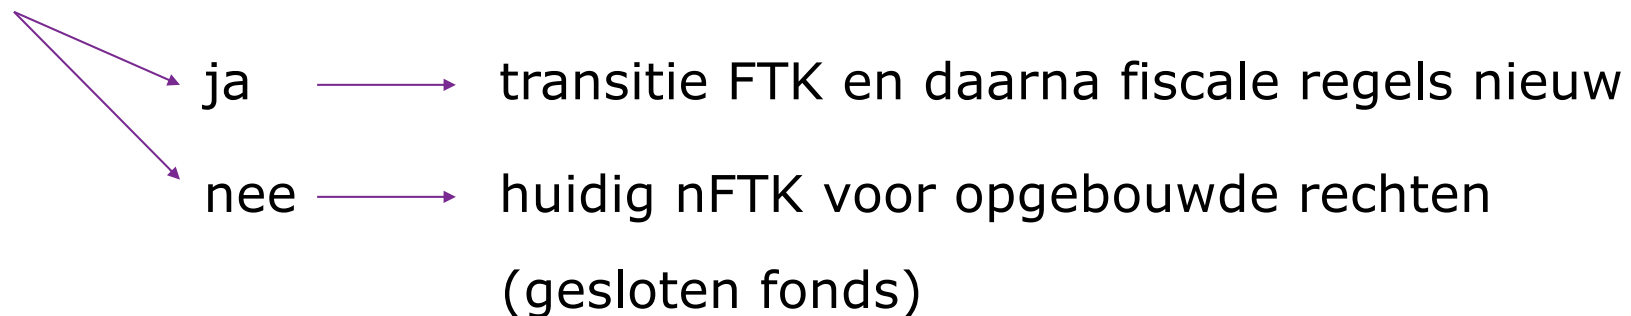 ja transitie FTK en daarna fiscale regels nieuw
nee huidig nFTK voor opgebouwde rechten
(gesloten fonds)